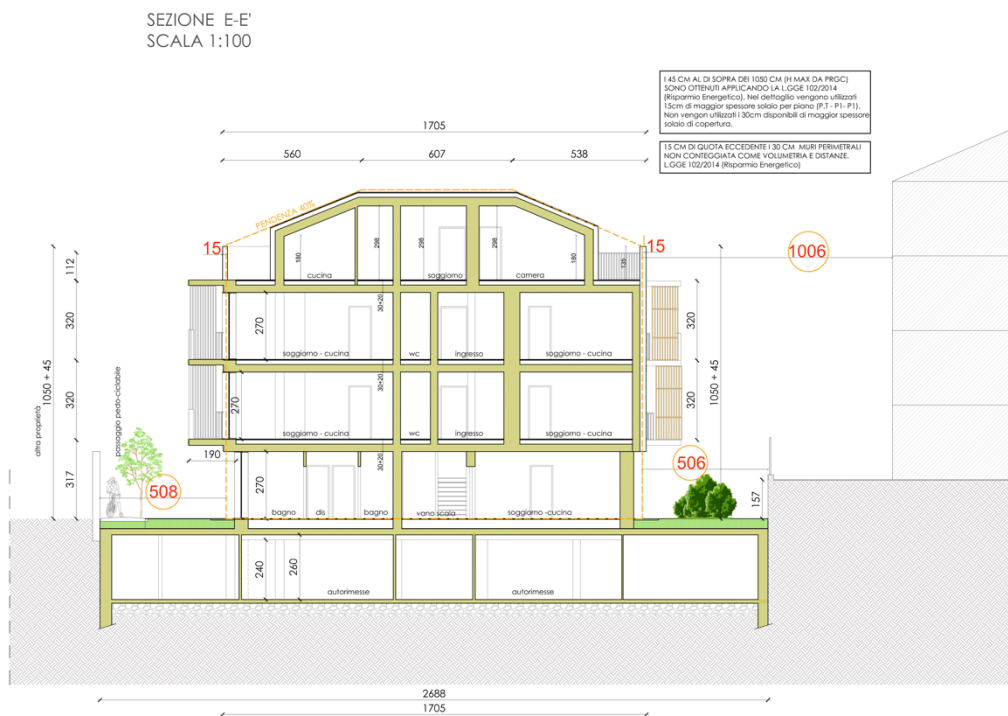 SEZIONE E-E'
SCALA 1:100
I 45 CM AL DI SOPRA DEI 1050 CM (H MAX DA PRGC)
SONO OTTENUTI APPLICANDO LA L.GGE 102/2014
(Risparmio Energetico). Nel dettaglio vengono utilizzati
15cm di maggior spessore solaio per piano (P.T - P1- P1).
Non vengon utilizzati i 30cm disponibili di maggior spessore
solaio di copertura.
15 CM DI QUOTA ECCEDENTE I 30 CM MURI PERIMETRALI
NON CONTEGGIATA COME VOLUMETRIA E DISTANZE.
L.GGE 102/2014 (Risparmio Energetico)
1705
560 607 538
PENDENZA 40%
15 15
1006
112
180 298 298 298 180 135
cucina soggiorno camera
320 270 30+20 320
soggiorno - cucina wc ingresso soggiorno - cucina
1050 + 45 1050 + 45
320 270 30+20 320
soggiorno - cucina wc ingresso soggiorno - cucina
altra proprietà
passaggio pedo-ciclabile
190 30+20
508 506
317 270 157
bagno dis bagno vano scala soggiorno -cucina
240 260
autorimesse autorimesse
2688
1705